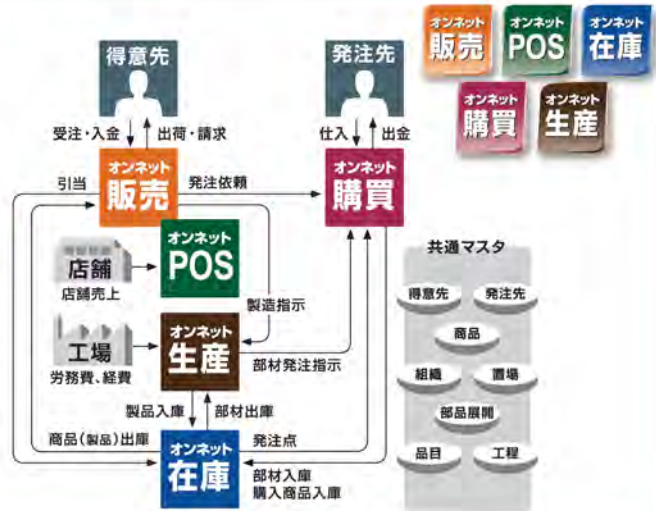 得意先
発注先
オンネット
販売
オンネット
POS
オンネット
在庫
オンネット
購買
オンネット
生産
受注・入金
出荷・請求
仕入
出金
引当
オンネット
販売
発注依頼
オンネット
購買
店舗
店舗売上
オンネット
POS
製造指示
工場
労務費、経費
オンネット
生産
部材発注指示
製品入庫
部材出庫
商品(製品)出庫
オンネット
在庫
発注点
部材入庫
購入商品入庫
共通マスタ
得意先
発注先
商品
組織
置場
部品展開
品目
工程